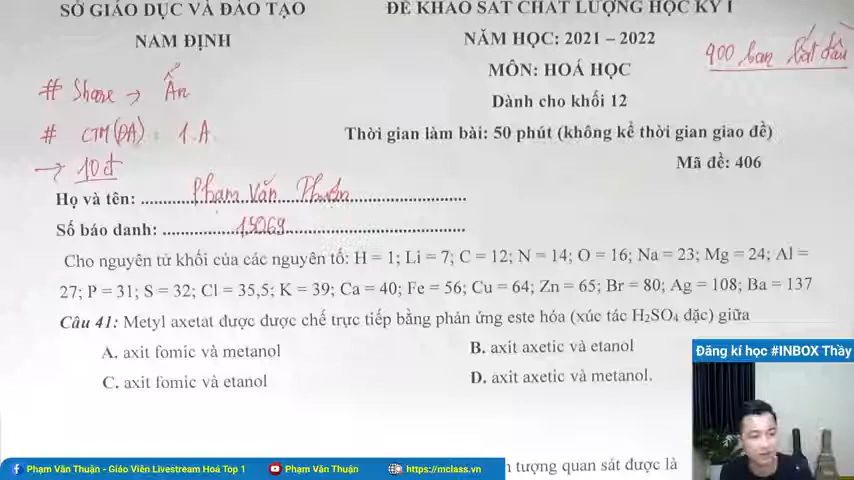 SỞ GIÁO DỤC VÀ ĐÀO TẠO
NAM ĐỊNH
ĐỀ KHẢO SÁT CHẤT LƯỢNG HỌC KỲ I
NĂM HỌC: 2021 – 2022
MÔN: HOÁ HỌC
Dành cho khối 12
Thời gian làm bài: 50 phút (không kể thời gian giao đề)
Mã đề: 406
900 bạn bắt đầu
# Share → Ấn
# CTM(ĐA) 1.A
→ 10đ
Họ và tên: Phạm Văn Thuận
Số báo danh: 15069
Cho nguyên tử khối của các nguyên tố: H = 1; Li = 7; C = 12; N = 14; O = 16; Na = 23; Mg = 24; Al =
27; P = 31; S = 32; Cl = 35,5; K = 39; Ca = 40; Fe = 56; Cu = 64; Zn = 65; Br = 80; Ag = 108; Ba = 137
Câu 41: Metyl axetat được được chế trực tiếp bằng phản ứng este hóa (xúc tác H₂SO₄ đặc) giữa
A. axit fomic và metanol
B. axit axetic và etanol
C. axit fomic và etanol
D. axit axetic và metanol.
Đăng kí học #INBOX Thầy
tượng quan sát được là
Phạm Văn Thuận - Giáo Viên Livestream Hoá Top 1
Phạm Văn Thuận
https://mclass.vn